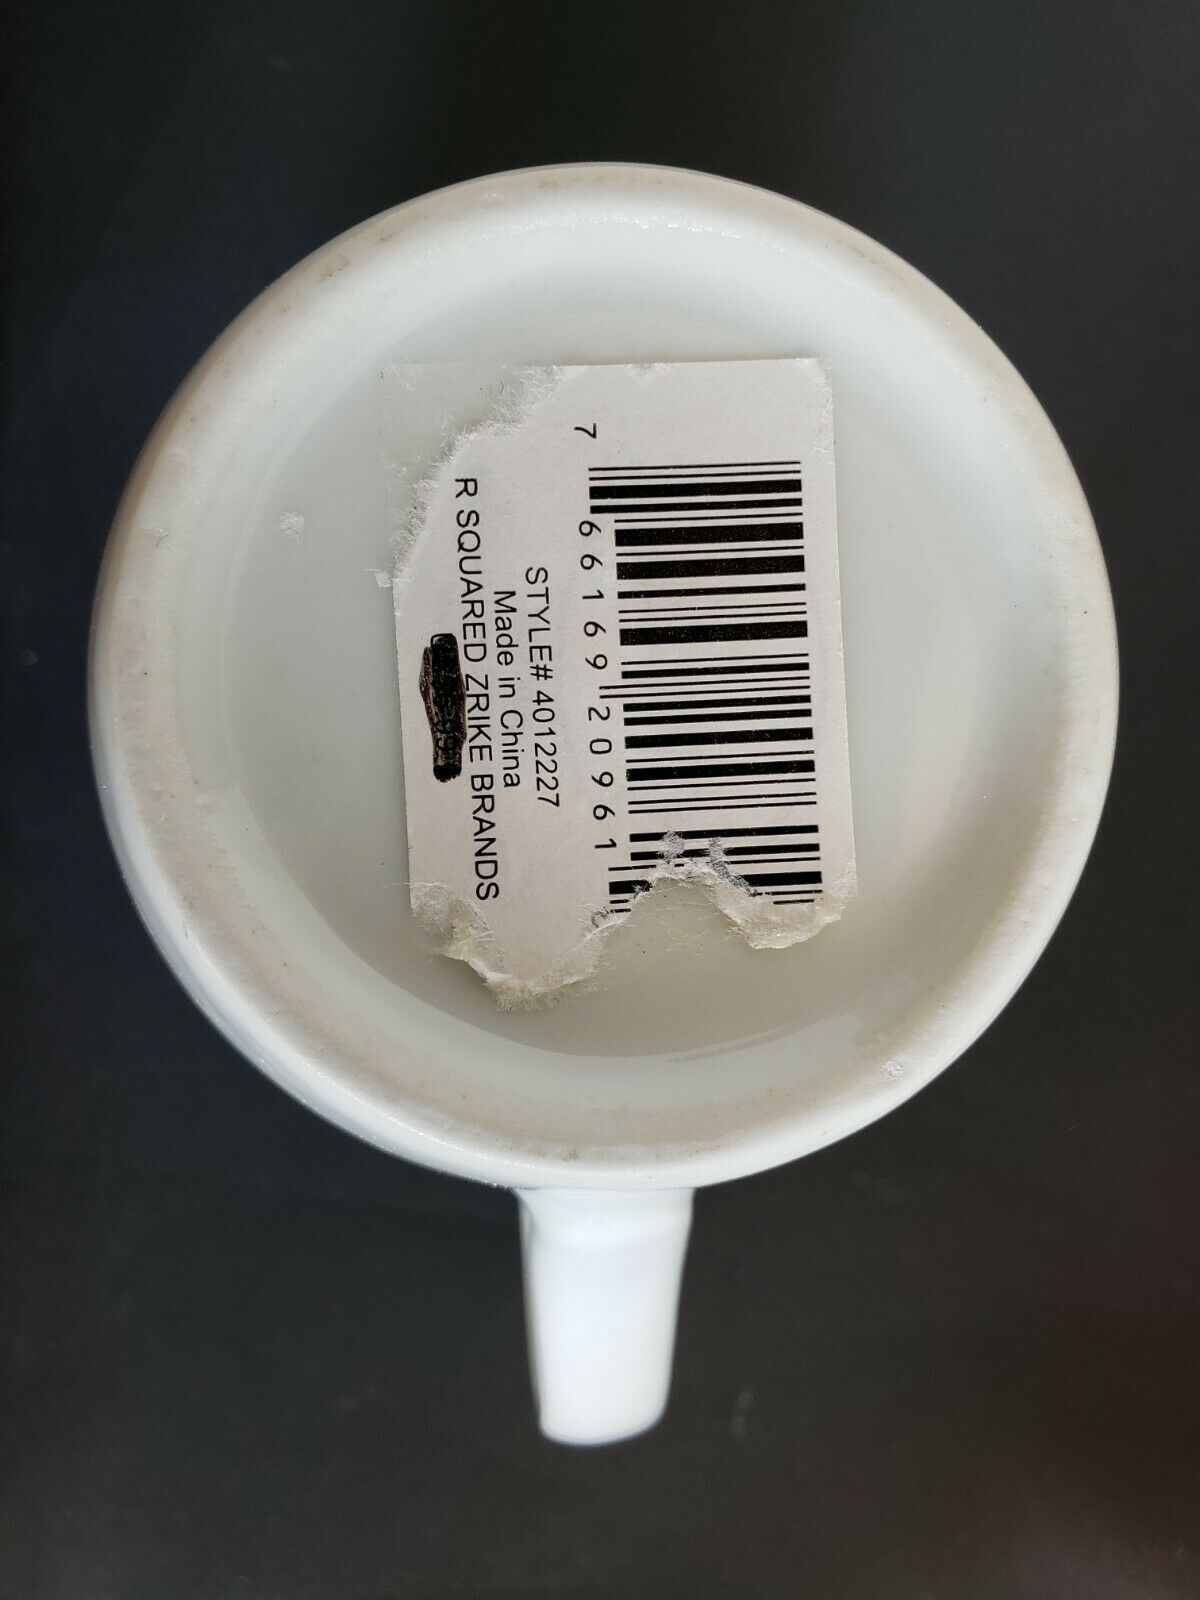 7 66169 20961
STYLE# 4012227
Made in China
R SQUARED ZRIKE BRANDS